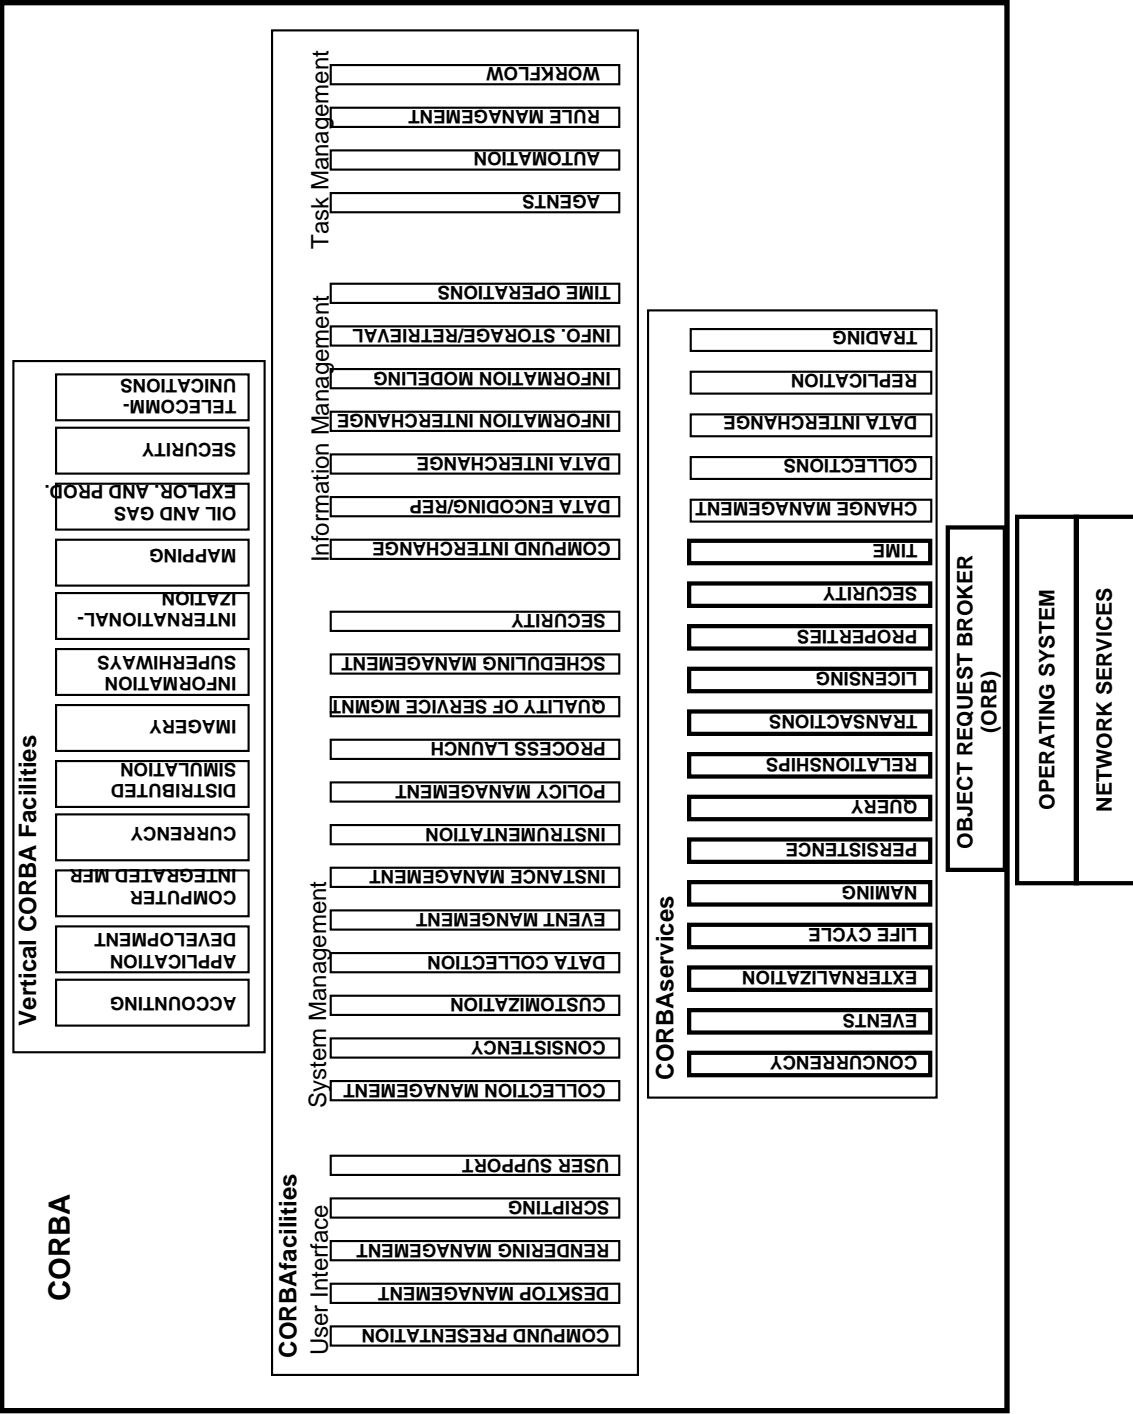 CORBA
Vertical CORBA Facilities
ACCOUNTING
APPLICATION
DEVELOPMENT
COMPUTER
INTEGRATED MFR
CURRENCY
DISTRIBUTED
SIMULATION
IMAGERY
INFORMATION
SUPERHIWAYS
INTERNATIONAL-
IZATION
MAPPING
OIL AND GAS
EXPLOR. AND PROD.
SECURITY
TELECOMM-
UNICATIONS
CORBAfacilities
User Interface
COMPUND PRESENTATION
DESKTOP MANAGEMENT
RENDERING MANAGEMENT
SCRIPTING
USER SUPPORT
System Management
COLLECTION MANAGEMENT
CONSISTENCY
CUSTOMIZATION
DATA COLLECTION
EVENT MANGEMENT
INSTANCE MANAGEMENT
INSTRUMENTATION
POLICY MANAGEMENT
PROCESS LAUNCH
QUALITY OF SERVICE MGMNT
SCHEDULING MANAGEMENT
SECURITY
Information Management
COMPUND INTERCHANGE
DATA ENCODING/REP
DATA INTERCHANGE
INFORMATION INTERCHANGE
INFORMATION MODELING
INFO. STORAGE/RETRIEVAL
TIME OPERATIONS
Task Management
AGENTS
AUTOMATION
RULE MANAGEMENT
WORKFLOW
CORBAservices
CONCURRENCY
EVENTS
EXTERNALIZATION
LIFE CYCLE
NAMING
PERSISTENCE
QUERY
RELATIONSHIPS
TRANSACTIONS
LICENSING
PROPERTIES
SECURITY
TIME
CHANGE MANAGEMENT
COLLECTIONS
DATA INTERCHANGE
REPLICATION
TRADING
OBJECT REQUEST BROKER
(ORB)
OPERATING SYSTEM
NETWORK SERVICES